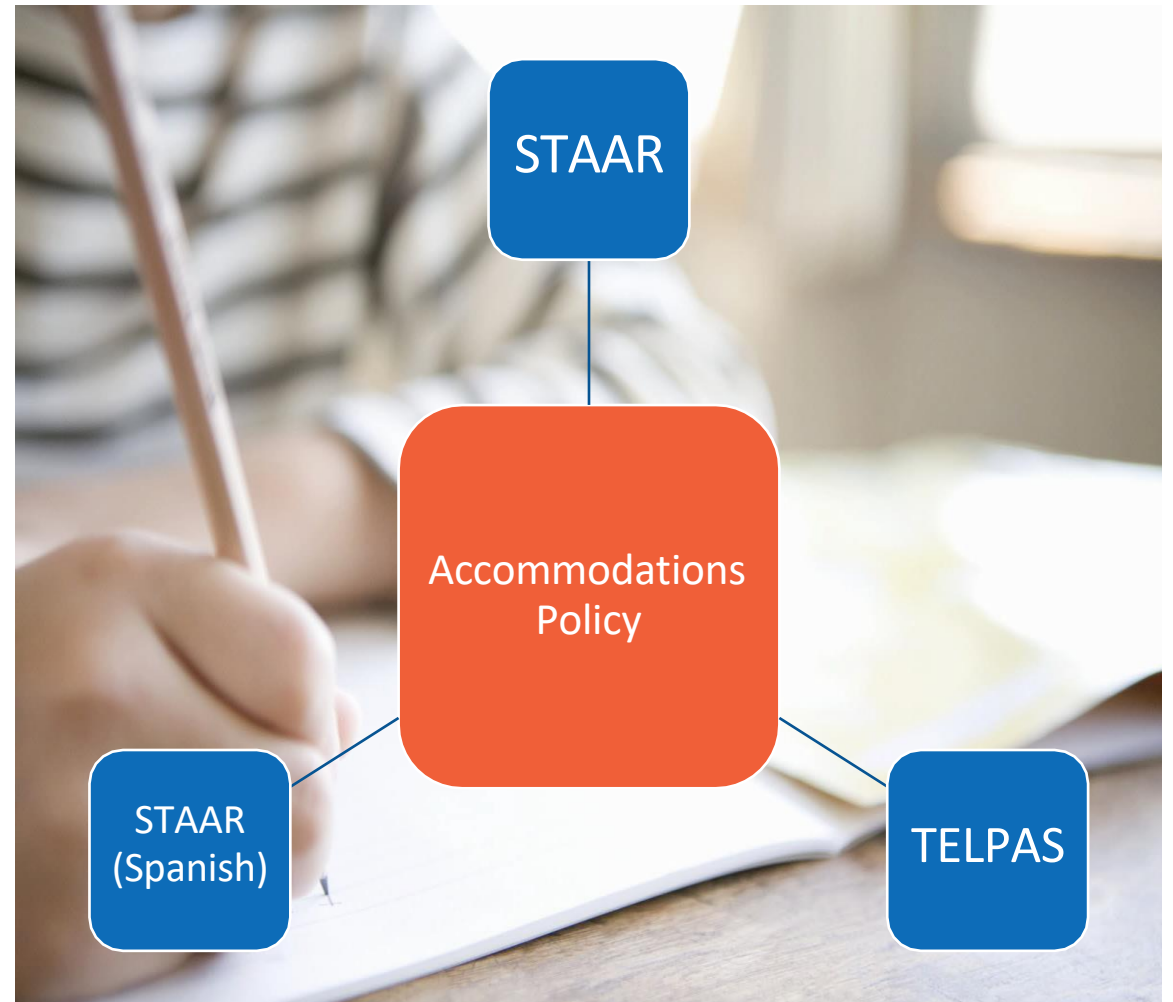 STAAR
Accommodations
Policy
STAAR
(Spanish)
TELPAS